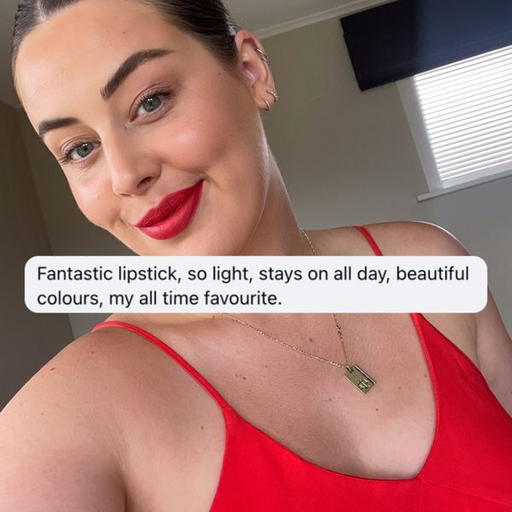 Fantastic lipstick, so light, stays on all day, beautiful
colours, my all time favourite.